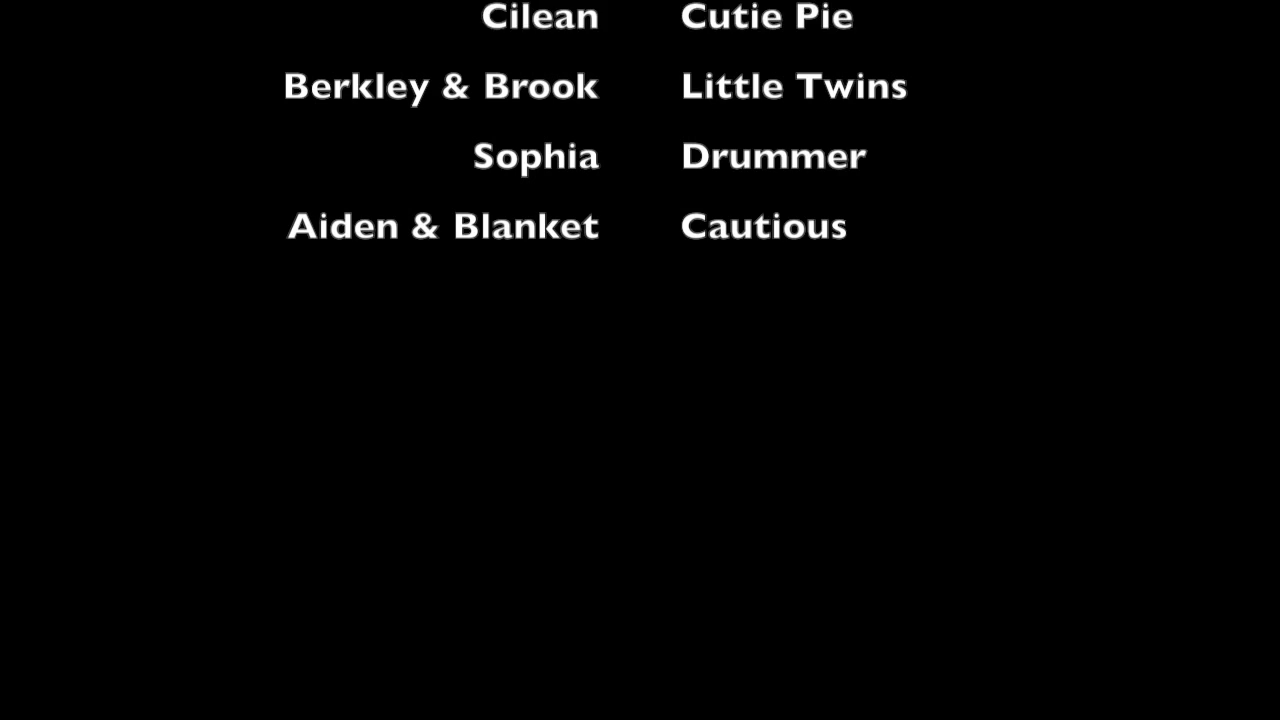 Cilean Cutie Pie
Berkley & Brook Little Twins
Sophia Drummer
Aiden & Blanket Cautious